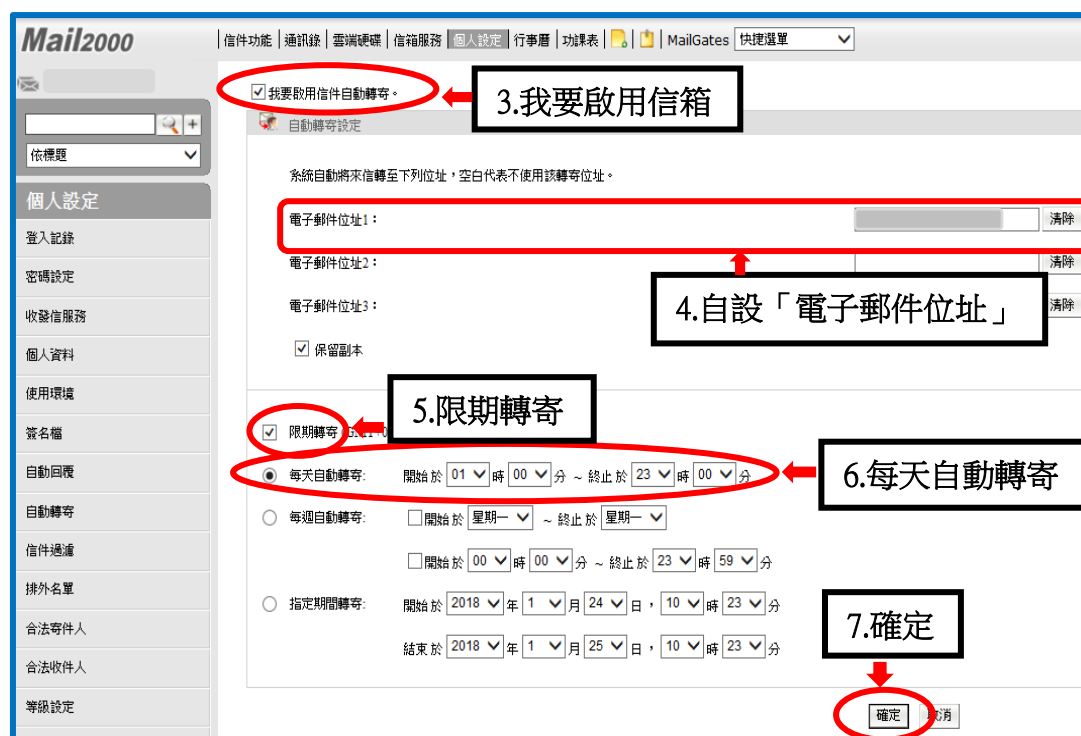 Mail2000
信件功能 | 通訊錄 | 雲端硬碟 | 信箱服務 | 個人設定 | 行事曆 | 功課表 | MailGates 快捷選單
我要啟用信件自動轉寄。
3.我要啟用信箱
自動轉寄設定
依標題
系統自動將來信轉至下列位址，空白代表不使用該轉寄位址。
個人設定
登入記錄
密碼設定
收發信服務
個人資料
使用環境
簽名檔
自動回覆
自動轉寄
信件過濾
排外名單
合法寄件人
合法收件人
等級設定
電子郵件位址1： 清除
電子郵件位址2： 清除
4.自設「電子郵件位址」
電子郵件位址3： 清除
保留副本
5.限期轉寄
限期轉寄
6.每天自動轉寄
每天自動轉寄: 開始於 01 時 00 分 ~ 終止於 23 時 00 分
每週自動轉寄: 開始於 星期一 ~ 終止於 星期一
開始於 00 時 00 分 ~ 終止於 23 時 59 分
指定期間轉寄: 開始於 2018 年 1 月 24 日， 10 時 23 分
結束於 2018 年 1 月 25 日， 10 時 23 分
7.確定
確定 取消